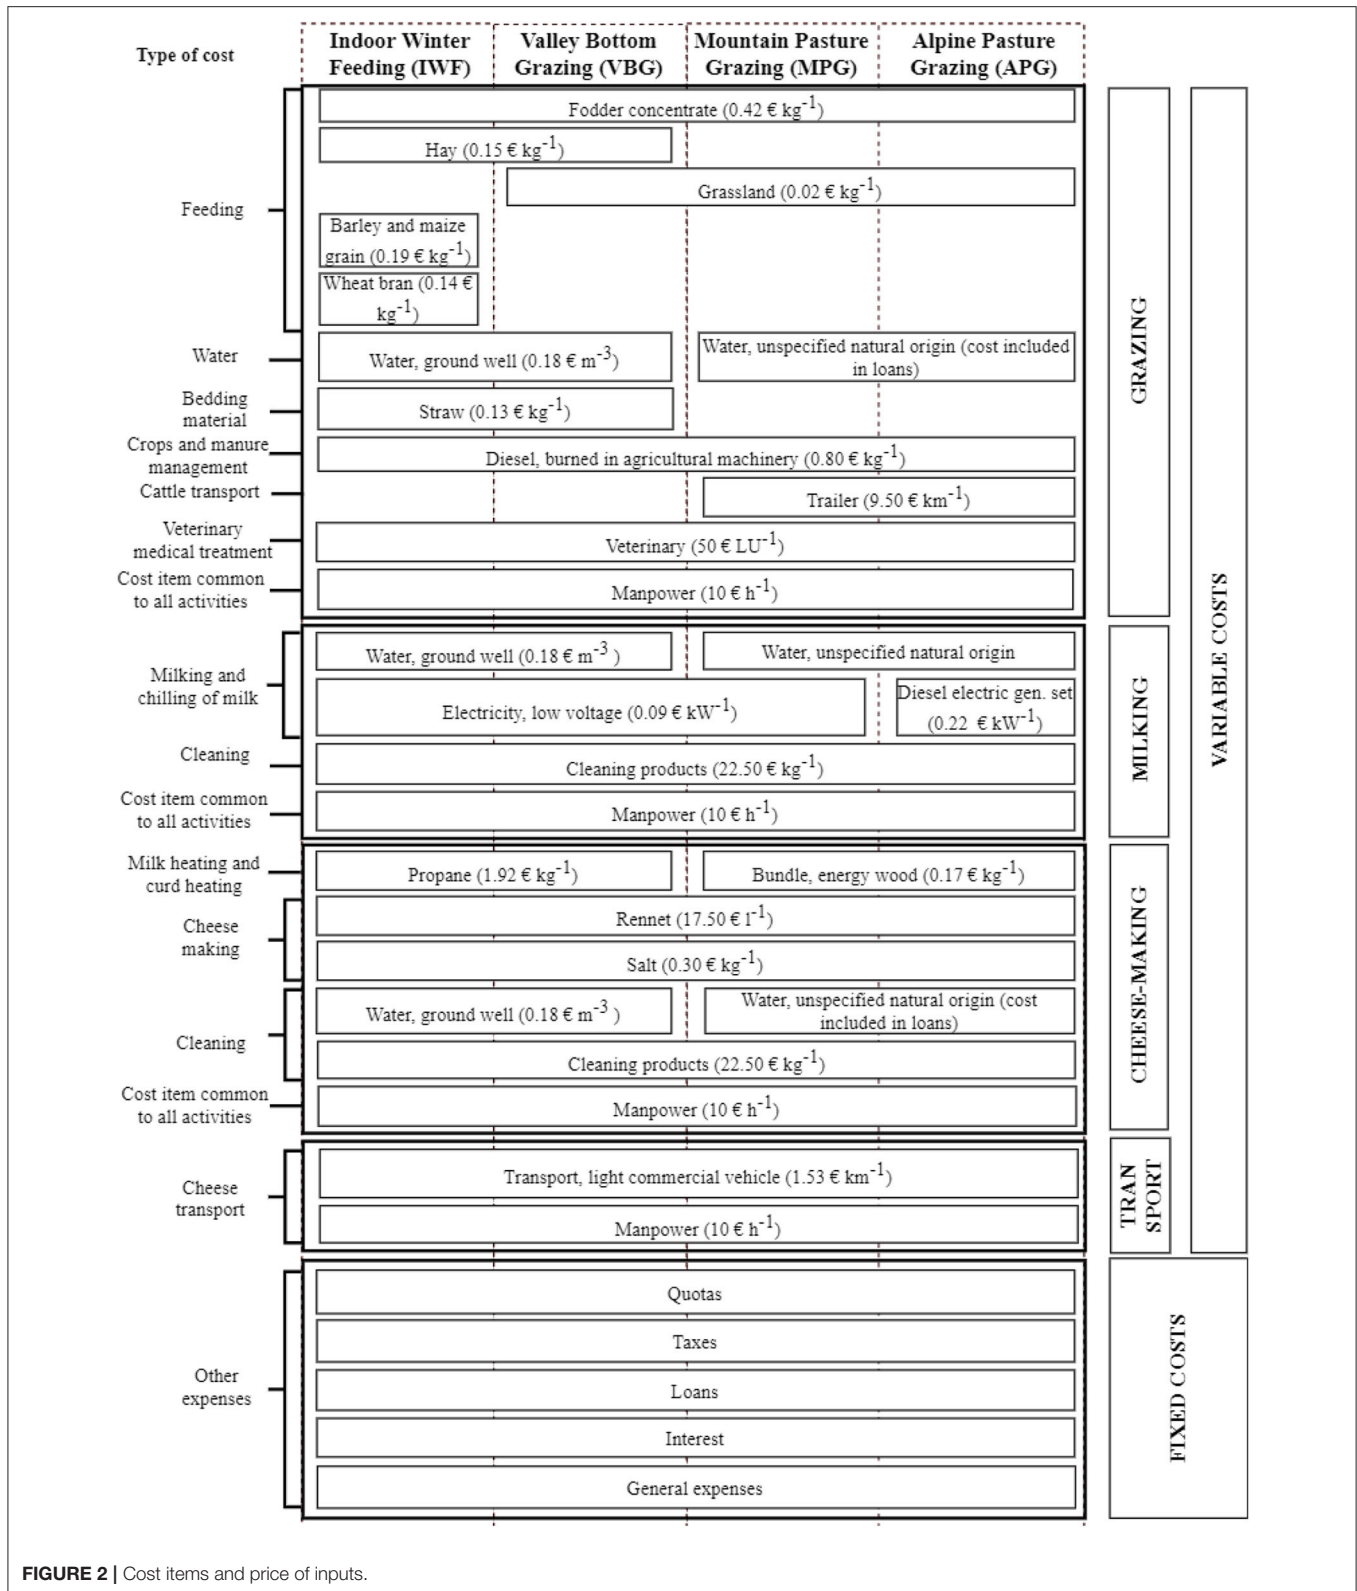 Type of cost
Indoor Winter
Feeding (IWF)
Valley Bottom
Grazing (VBG)
Mountain Pasture
Grazing (MPG)
Alpine Pasture
Grazing (APG)
Feeding
Fodder concentrate (0.42 € kg-1)
Hay (0.15 € kg-1)
Grassland (0.02 € kg-1)
Barley and maize
grain (0.19 € kg-1)
Wheat bran (0.14 €
kg-1)
Water
Water, ground well (0.18 € m-3)
Water, unspecified natural origin (cost included
in loans)
Bedding
material
Straw (0.13 € kg-1)
Crops and manure
management
Diesel, burned in agricultural machinery (0.80 € kg-1)
Cattle transport
Trailer (9.50 € km-1)
Veterinary
medical treatment
Veterinary (50 € LU-1)
Cost item common
to all activities
Manpower (10 € h-1)
GRAZING
Milking and
chilling of milk
Water, ground well (0.18 € m-3 )
Water, unspecified natural origin
Electricity, low voltage (0.09 € kW-1)
Diesel electric gen. set
(0.22 € kW-1)
Cleaning
Cleaning products (22.50 € kg-1)
Cost item common
to all activities
Manpower (10 € h-1)
MILKING
Milk heating and
curd heating
Propane (1.92 € kg-1)
Bundle, energy wood (0.17 € kg-1)
Cheese
making
Rennet (17.50 € l-1)
Salt (0.30 € kg-1)
Cleaning
Water, ground well (0.18 € m-3 )
Water, unspecified natural origin (cost
included in loans)
Cleaning products (22.50 € kg-1)
Cost item common
to all activities
Manpower (10 € h-1)
CHEESE-MAKING
Cheese
transport
Transport, light commercial vehicle (1.53 € km-1)
Manpower (10 € h-1)
TRAN
SPORT
VARIABLE COSTS
Other
expenses
Quotas
Taxes
Loans
Interest
General expenses
FIXED COSTS
FIGURE 2 | Cost items and price of inputs.